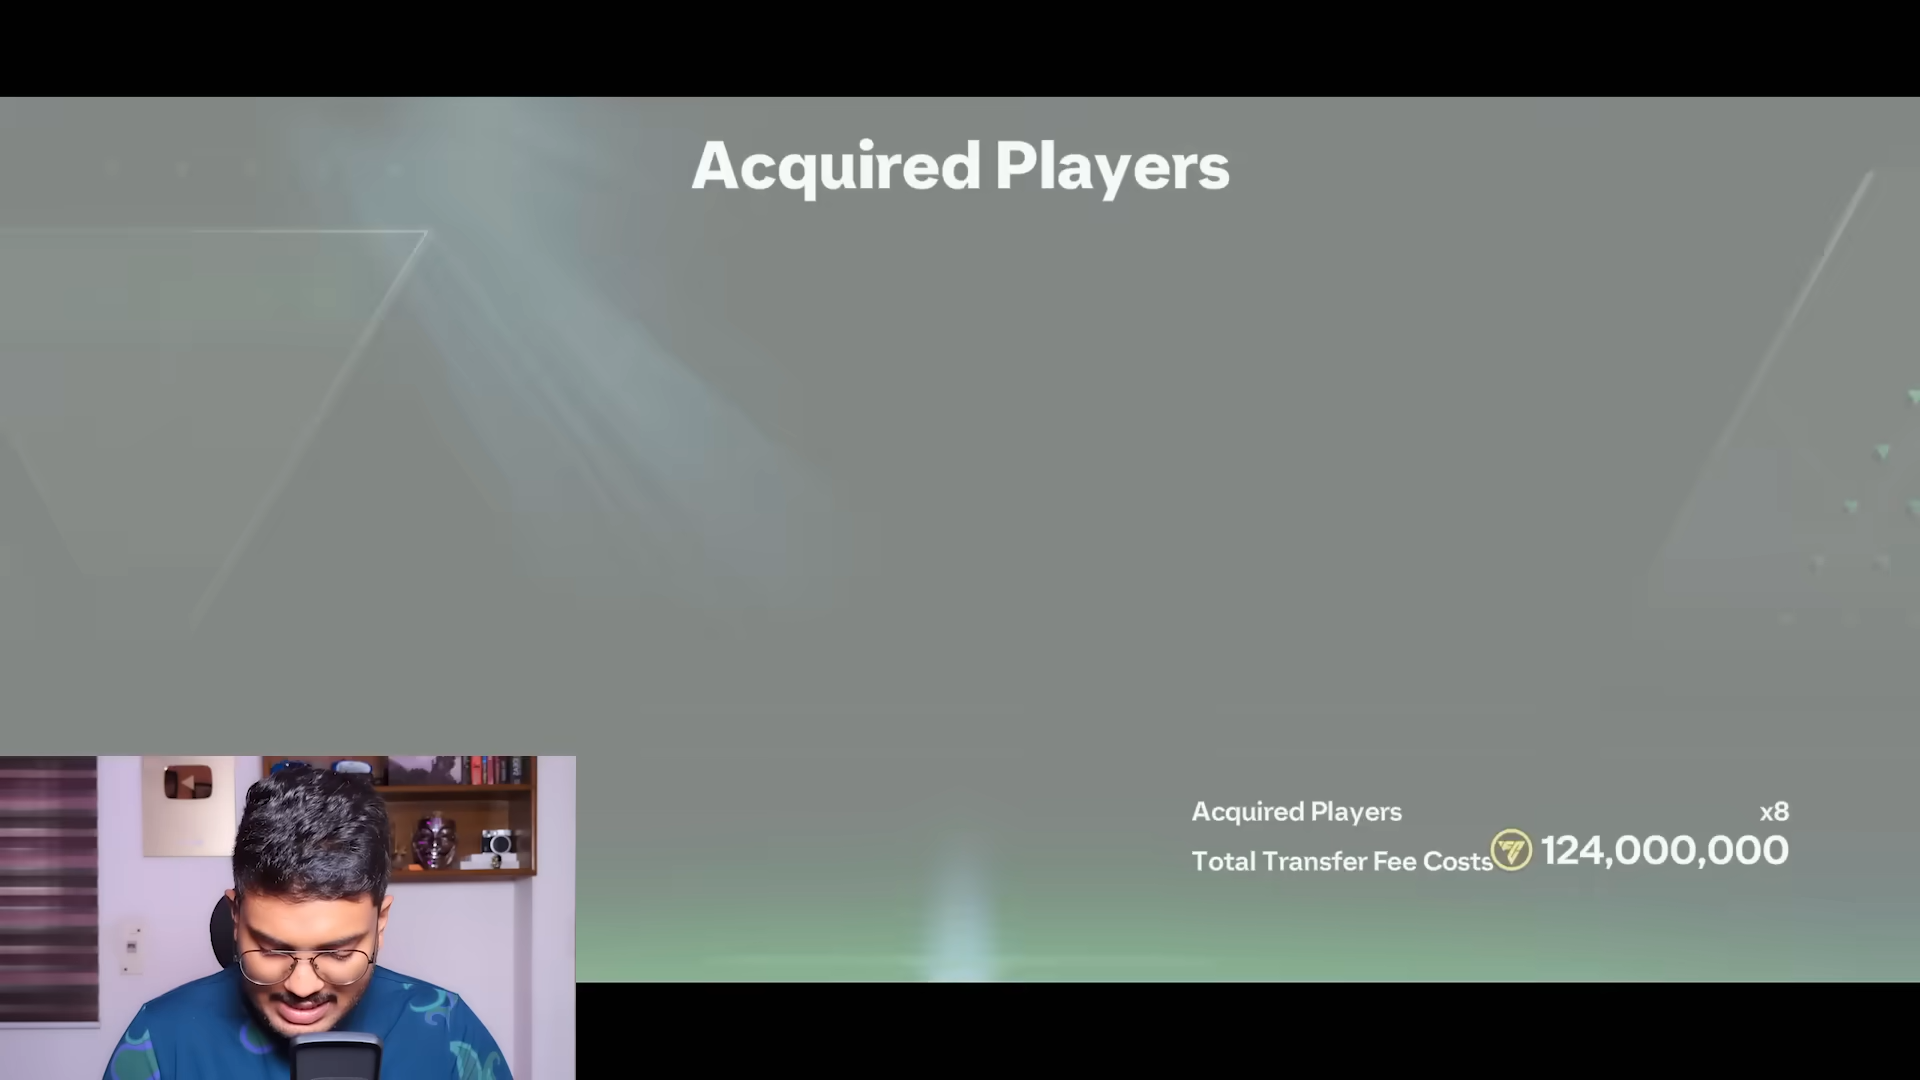 Acquired Players
Acquired Players x8
Total Transfer Fee Costs 124,000,000